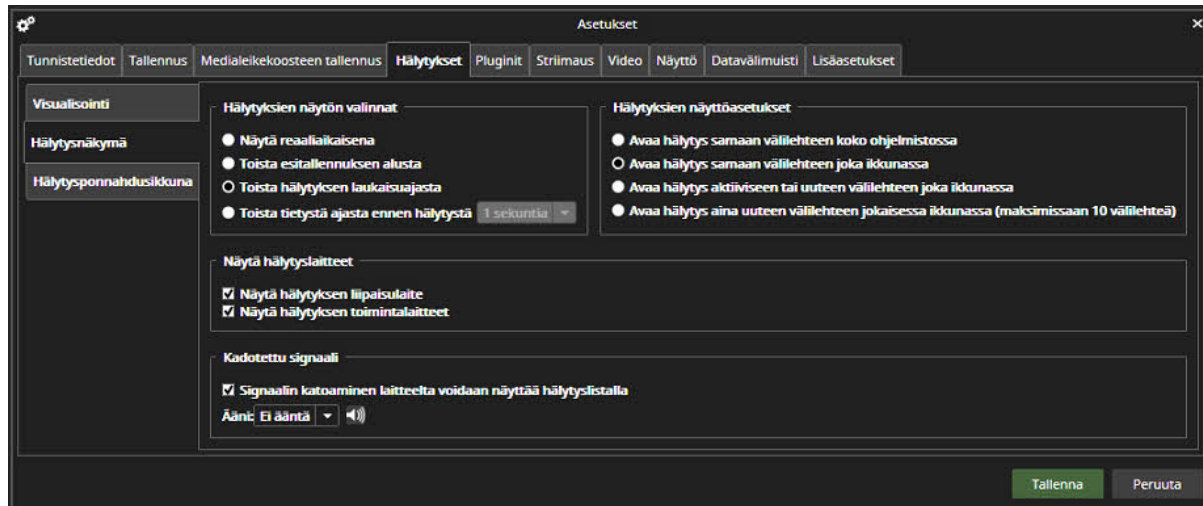 Asetukset
Tunnistetiedot Tallennus Medialeikekoosteen tallennus Hälytykset Pluginit Striimaus Video Näyttö Datavälimuisti Lisäasetukset
Visualisointi
Hälytysnäkymä
Hälytysponnahdusikkuna
Hälytyksien näytön valinnat
Näytä reaaliaikaisena
Toista esitallennuksen alusta
Toista hälytyksen laukaisuajasta
Toista tietystä ajasta ennen hälytystä 1 sekuntia
Hälytyksien näyttöasetukset
Avaa hälytys samaan välilehteen koko ohjelmistossa
Avaa hälytys samaan välilehteen joka ikkunassa
Avaa hälytys aktiiviseen tai uuteen välilehteen joka ikkunassa
Avaa hälytys aina uuteen välilehteen jokaisessa ikkunassa (maksimissaan 10 välilehteä)
Näytä hälytyslaitteet
Näytä hälytyksen liipaisulaite
Näytä hälytyksen toimintalaitteet
Kadotettu signaali
Signaalin katoaminen laitteelta voidaan näyttää hälytyslistalla
Ääni: Ei ääntä
Tallenna Peruuta